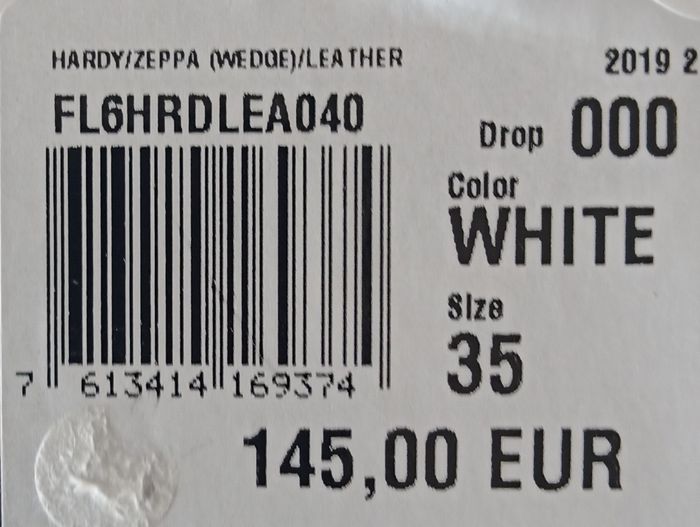 HARDY/ZEPPA (WEDGE)/LEATHER
2019 2
FL6HRDLEA040
Drop 000
Color
WHITE
Size
35
7 613414 169374
145,00 EUR